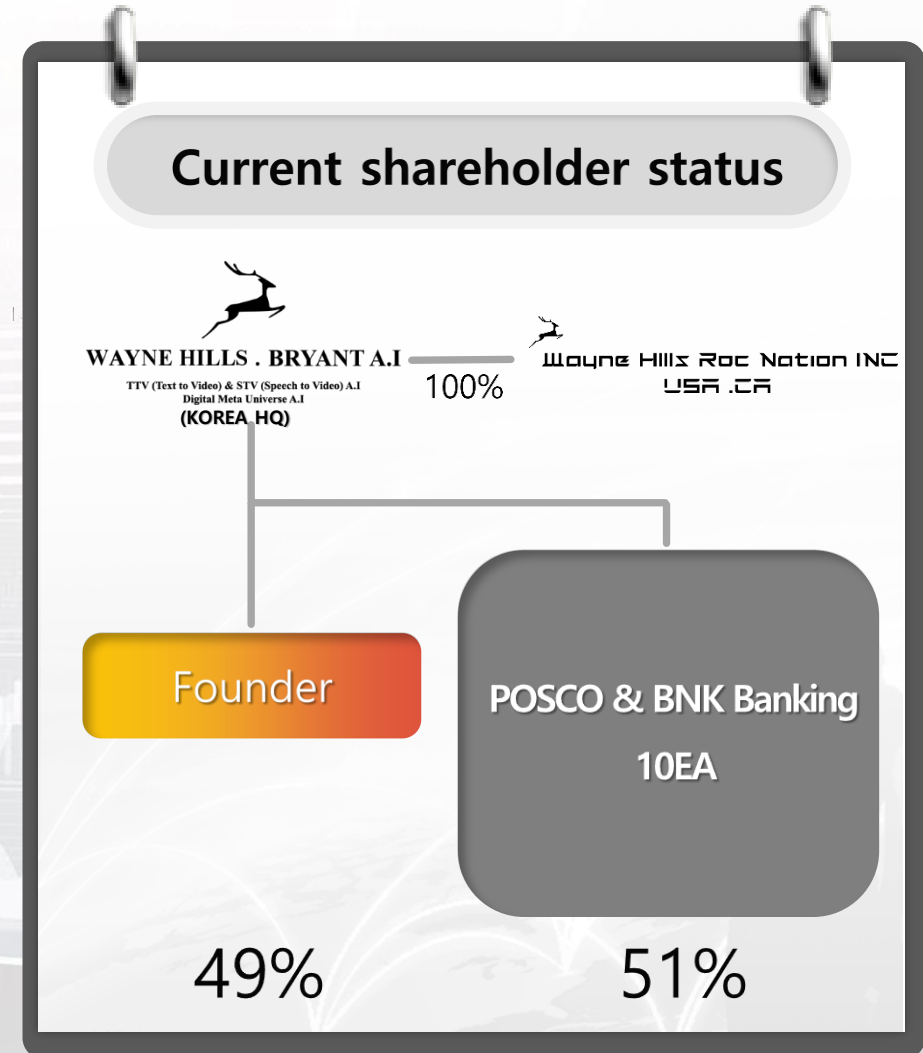 Current shareholder status
WAYNE HILLS . BRYANT A.I
TTV (Text to Video) & STV (Speech to Video) A.I
Digital Meta Universe A.I
(KOREA HQ)
100%
Wayne Hills Roc Nation INC
USA .CA
Founder
POSCO & BNK Banking
10EA
49%
51%